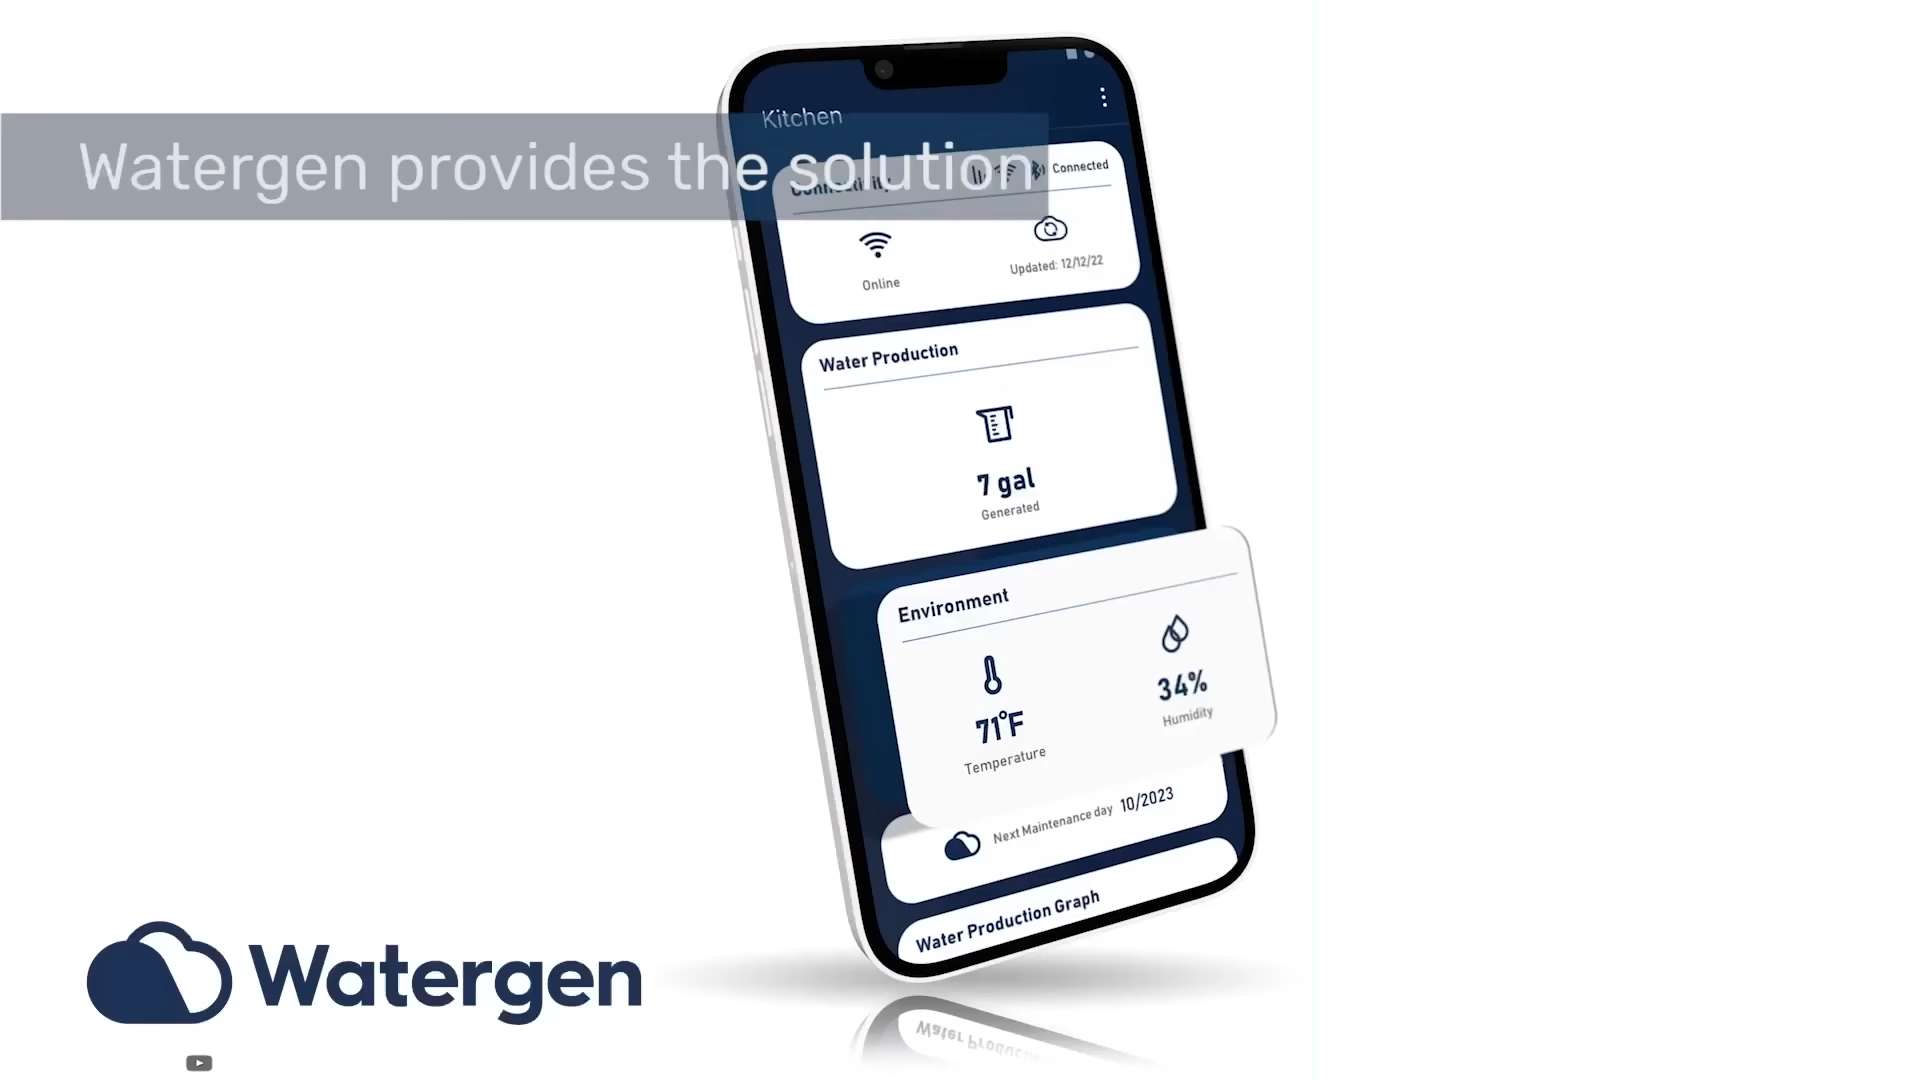 Kitchen
Watergen provides the solution
Connectivity
Connected
Online
Updated: 12/12/22
Water Production
7 gal
Generated
Environment
71°F
Temperature
34%
Humidity
Next Maintenance day 10/2023
Water Production Graph
Watergen